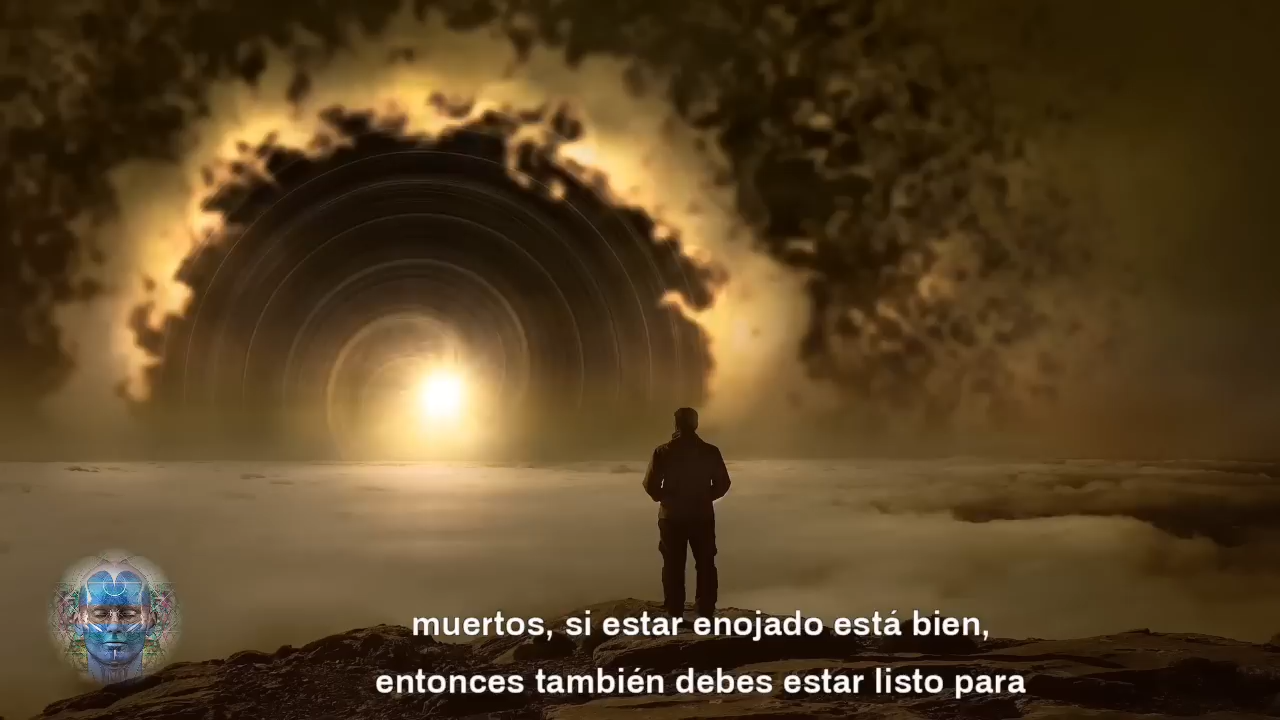 muertos, si estar enojado está bien,
entonces también debes estar listo para